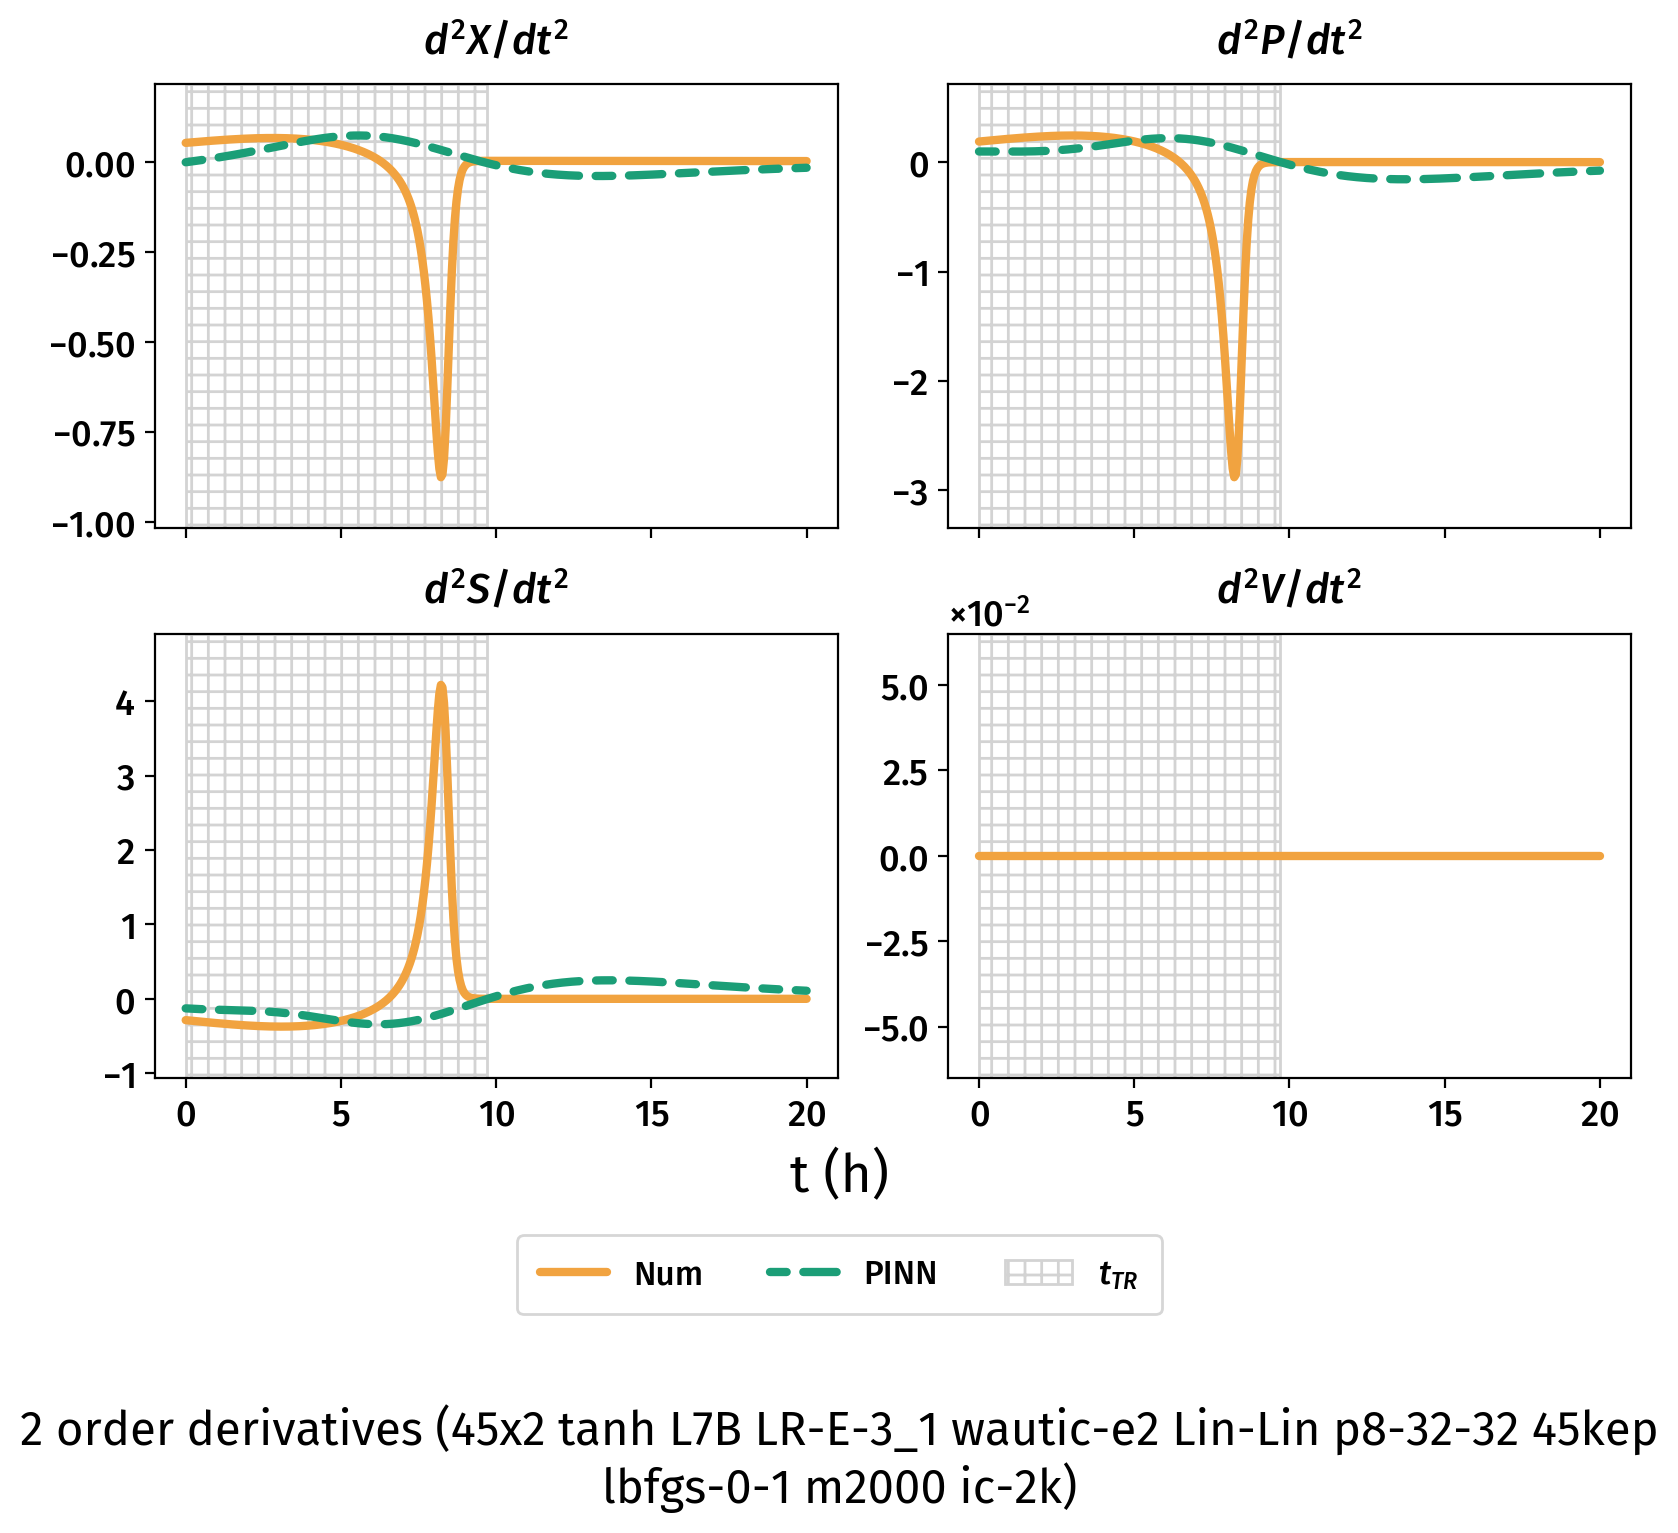 d²X/dt²
d²P/dt²
0.00
−0.25
−0.50
−0.75
−1.00
0
−1
−2
−3
d²S/dt²
d²V/dt²
×10⁻²
4
3
2
1
0
−1
5.0
2.5
0.0
−2.5
−5.0
0 5 10 15 20
0 5 10 15 20
t (h)
Num PINN t_TR
2 order derivatives (45x2 tanh L7B LR-E-3_1 wautic-e2 Lin-Lin p8-32-32 45kep
lbfgs-0-1 m2000 ic-2k)